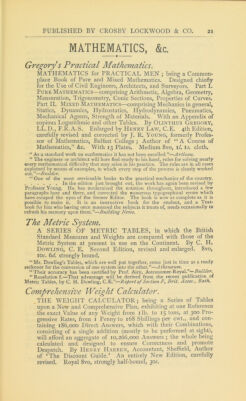 PUBLISHED BY CROSBY LOCKWOOD & CO. 21
MATHEMATICS, &c.
Gregory's Practical Mathematics.
MATHEMATICS for PRACTICAL MEN; being a Common-
place Book of Pure and Mixed Mathematics. Designed chiefly
for the Use of Civil Engineers, Architects, and Surveyors. Part I.
PURE MATHEMATICS—comprising Arithmetic, Algebra, Geometry,
Mensuration, Trigonometry, Conic Sections, Properties of Curves.
Part II. MIXED MATHEMATICS—comprising Mechanics in general,
Statics, Dynamics, Hydrostatics, Hydrodynamics, Pneumatics,
Mechanical Agents, Strength of Materials. With an Appendix of
copious Logarithmic and other Tables. By OLINTHUS GREGORY,
LL.D., F.R.A.S. Enlarged by HENRY LAW, C.E. 4th Edition,
carefully revised and corrected by J. R. YOUNG, formerly Profes-
sor of Mathematics, Belfast College; Author of "A Course of
Mathematics," &c. With 13 Plates. Medium 8vo, £1 1s. cloth.
"As a standard work on mathematics it has not been excelled."—Artizan.
"The engineer or architect will here find ready to his hand, rules for solving nearly
every mathematical difficulty that may arise in his practice. The rules are in all cases
explained by means of examples, in which every step of the process is clearly worked
out."—Builder.
"One of the most serviceable books to the practical mechanics of the country.
. . . In the edition just brought out, the work has again been revised by
Professor Young. He has modernised the notation throughout, introduced a few
paragraphs here and there, and corrected the numerous typographical errors which
have escaped the eyes of the former Editor. The book is now as complete as it is
possible to make it. It is an instructive book for the student, and a Text-
book for him who having once mastered the subjects it treats of, needs occasionally to
refresh his memory upon them."—Building News.
The Metric System.
A SERIES OF METRIC TABLES, in which the British
Standard Measures and Weights are compared with those of the
Metric System at present in use on the Continent. By C. H.
DOWLING, C. E. Second Edition, revised and enlarged. 8vo,
10s. 6d. strongly bound.
"Mr. Dowling's Tables, which are well put together, come just in time as a ready
reckoner for the conversion of one system into the other."—Athenæum.
"Their accuracy has been certified by Prof. Airy, Astronomer-Royal."—Builder.
"Resolution 8.—That advantage will be derived from the recent publication of
Metric Tables, by C. H. Dowling, C.E."—Report of Section F, Brit. Assoc., Bath.
Comprehensive Weight Calculator.
THE WEIGHT CALCULATOR; being a Series of Tables
upon a New and Comprehensive Plan, exhibiting at one Reference
the exact Value of any Weight from 1lb. to 15 tons, at 300 Pro-
gressive Rates, from 1 Penny to 168 Shillings per cwt., and con-
taining 186,000 Direct Answers, which with their Combinations,
consisting of a single addition (mostly to be performed at sight),
will afford an aggregate of 10,266,000 Answers; the whole being
calculated and designed to ensure Correctness and promote
Despatch. By HENRY HARBEN, Accountant, Sheffield, Author
of 'The Discount Guide.' An entirely New Edition, carefully
revised. Royal 8vo, strongly half-bound, 30s.